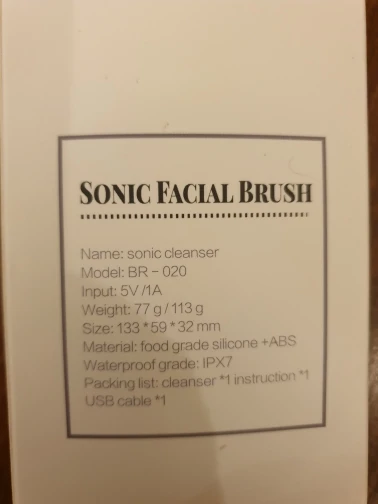 SONIC FACIAL BRUSH
Name: sonic cleanser
Model: BR - 020
Input: 5V /1A
Weight: 77 g / 113 g
Size: 133 * 59 * 32 mm
Material: food grade silicone +ABS
Waterproof grade: IPX7
Packing list: cleanser *1 instruction *1
USB cable *1